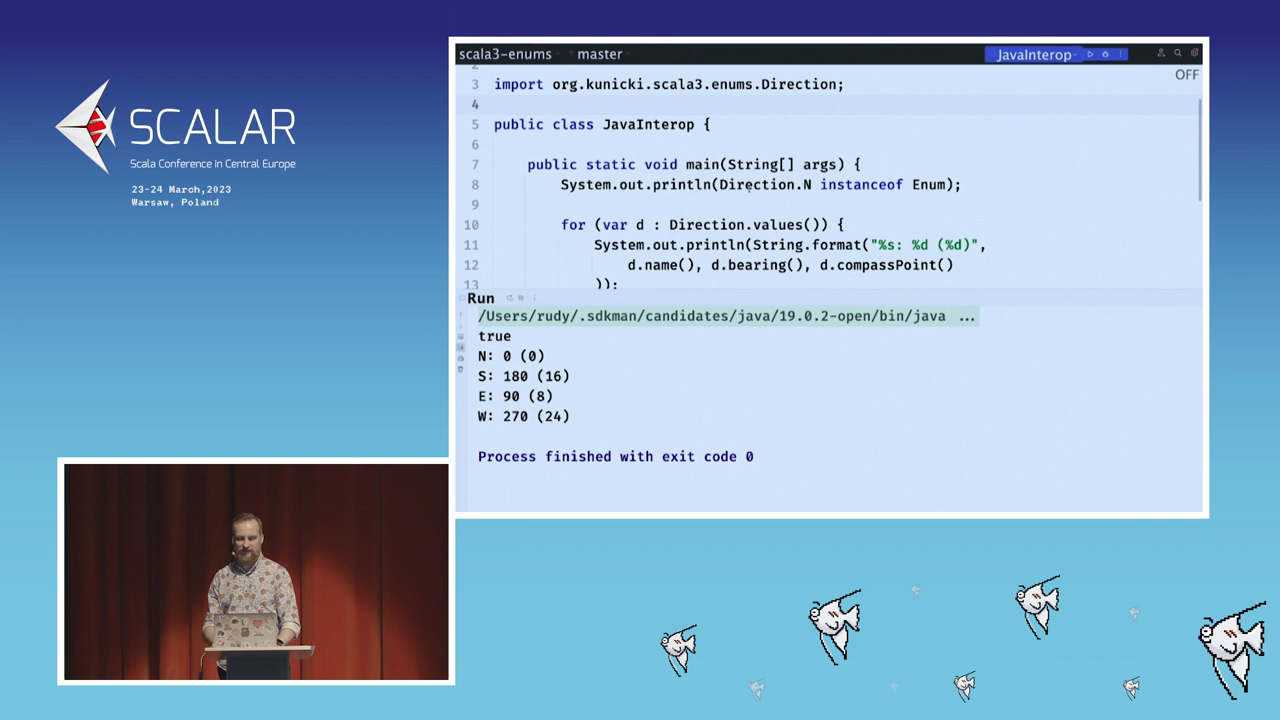 SCALAR
Scala Conference in Central Europe
23-24 March,2023
Warsaw, Poland
scala3-enums master JavaInterop
OFF
2
3 import org.kunicki.scala3.enums.Direction;
4
5 public class JavaInterop {
6
7 public static void main(String[] args) {
8 System.out.println(Direction.N instanceof Enum);
9
10 for (var d : Direction.values()) {
11 System.out.println(String.format("%s: %d (%d)",
12 d.name(), d.bearing(), d.compassPoint()
13 ));
Run
/Users/rudy/.sdkman/candidates/java/19.0.2-open/bin/java ...
true
N: 0 (0)
S: 180 (16)
E: 90 (8)
W: 270 (24)
Process finished with exit code 0